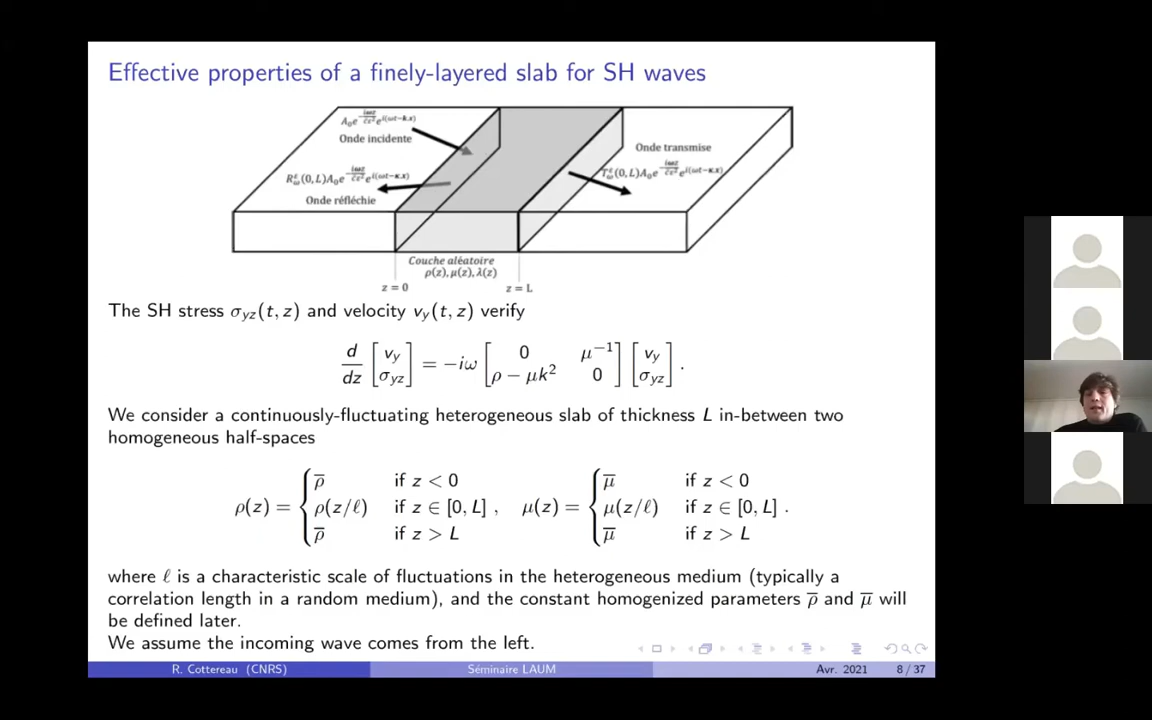 Effective properties of a finely-layered slab for SH waves
Onde incidente
Onde transmise
Onde réfléchie
Couche aléatoire
ρ(z), μ(z), λ(z)
z = 0
z = L
The SH stress σyz(t, z) and velocity vy(t, z) verify
d/dz [vy σyz] = −iω [0 μ−1 ρ − μk2 0] [vy σyz] .
We consider a continuously-fluctuating heterogeneous slab of thickness L in-between two
homogeneous half-spaces
ρ(z) = { ρ̅ if z < 0 ρ(z/ℓ) if z ∈ [0, L] ρ̅ if z > L , μ(z) = { μ̅ if z < 0 μ(z/ℓ) if z ∈ [0, L] μ̅ if z > L .
where ℓ is a characteristic scale of fluctuations in the heterogeneous medium (typically a
correlation length in a random medium), and the constant homogenized parameters ρ̅ and μ̅ will
be defined later.
We assume the incoming wave comes from the left.
R. Cottereau (CNRS)
Séminaire LAUM
Avr. 2021
8 / 37